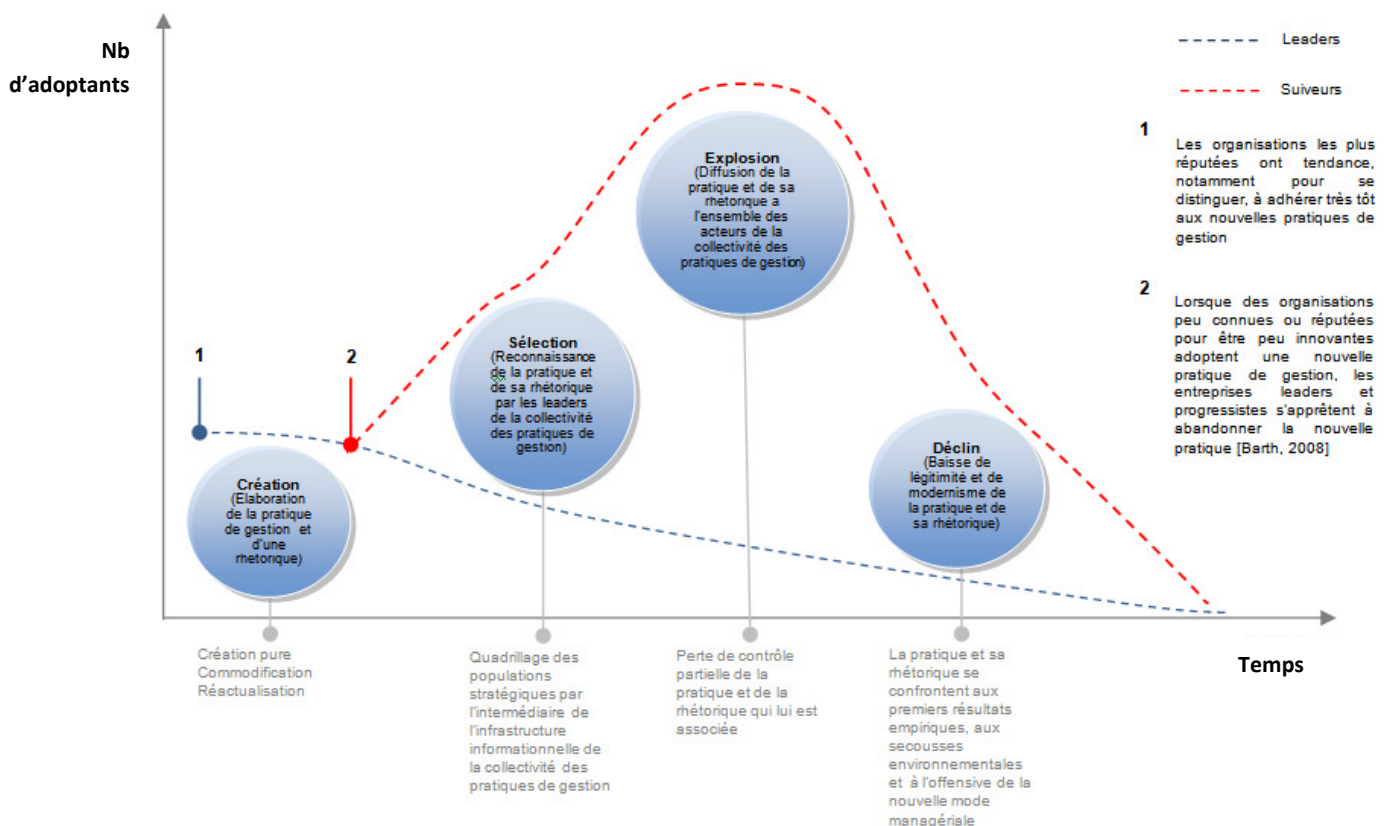 Nb
d'adoptants
Leaders
Suiveurs
1
Les organisations les plus
réputées ont tendance,
notamment pour se
distinguer, à adhérer très tôt
aux nouvelles pratiques de
gestion
2
Lorsque des organisations
peu connues ou réputées
pour être peu innovantes
adoptent une nouvelle
pratique de gestion, les
entreprises leaders et
progressistes s'apprêtent à
abandonner la nouvelle
pratique [Barth, 2008]
1
2
Création
(Elaboration
de la pratique
de gestion et
d'une
rhetorique)
Sélection
(Reconnaissance
de la pratique et
de sa rhétorique
par les leaders
de la collectivité
des pratiques de
gestion)
Explosion
(Diffusion de la
pratique et de sa
rhetorique a
l'ensemble des
acteurs de la
collectivité des
pratiques de gestion)
Déclin
(Baisse de
légitimité et de
modernisme de
la pratique et de
sa rhétorique)
Création pure
Commodification
Réactualisation
Quadrillage des
populations
stratégiques par
l'intermédiaire de
l'infrastructure
informationnelle de
la collectivité des
pratiques de gestion
Perte de contrôle
partielle de la
pratique et de la
rhétorique qui lui est
associée
La pratique et sa
rhétorique se
confrontent aux
premiers résultats
empiriques, aux
secousses
environnementales
et à l'offensive de la
nouvelle mode
managériale
Temps